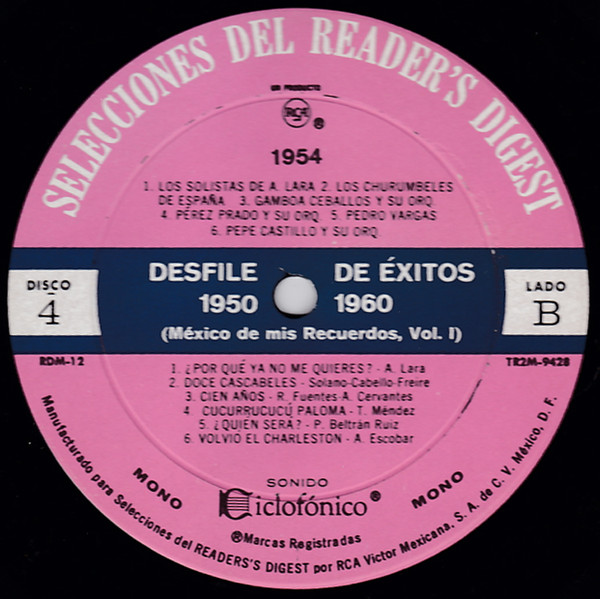 SELECCIONES DEL READER'S DIGEST
UN PRODUCTO
RCA ®
1954
1. LOS SOLISTAS DE A. LARA 2. LOS CHURUMBELES
DE ESPAÑA 3. GAMBOA CEBALLOS Y SU ORQ.
4. PÉREZ PRADO Y SU ORQ. 5. PEDRO VARGAS
6. PEPE CASTILLO Y SU ORQ.
DISCO
4
DESFILE DE ÉXITOS
1950 1960
(México de mis Recuerdos, Vol. I)
LADO
B
RDM-12
TR2M-9428
1. ¿POR QUÉ YA NO ME QUIERES? - A. Lara
2. DOCE CASCABELES - Solano-Cabello-Freire
3. CIEN AÑOS - R. Fuentes-A. Cervantes
4. CUCURRUCUCÚ PALOMA - T. Méndez
5. ¿QUIEN SERÁ? - P. Beltrán Ruiz
6. VOLVIO EL CHARLESTON - A. Escobar
MONO
SONIDO
Ciclofónico®
MONO
®Marcas Registradas
Manufacturado para Selecciones del READERS'S DIGEST por RCA Victor Mexicana, S. A. de C. V. México, D. F.